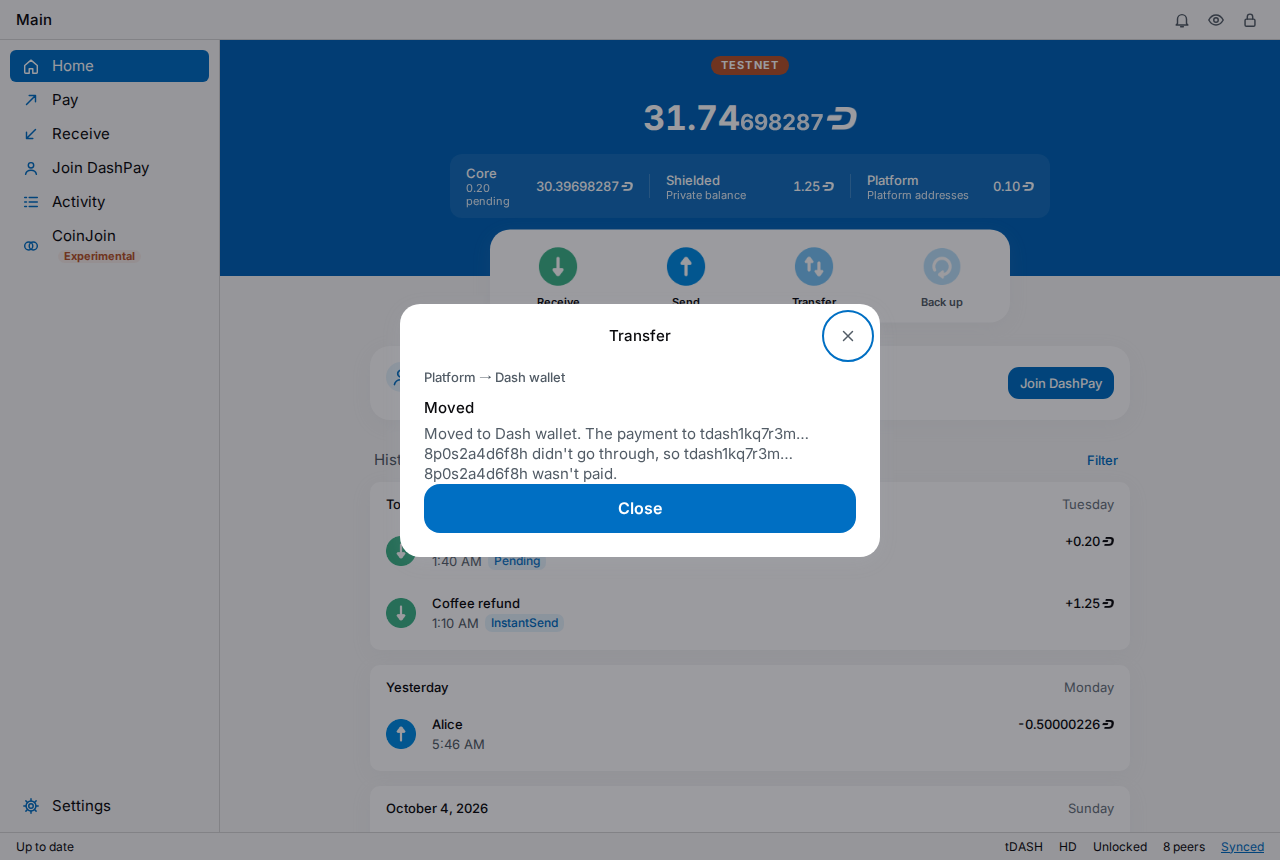 Main
Home
Pay
Receive
Join DashPay
Activity
CoinJoin
Experimental
Settings
TESTNET
31.74698287
Core
0.20 pending
30.39698287
Shielded
Private balance
1.25
Platform
Platform addresses
0.10
Receive
Send
Transfer
Back up
Join DashPay
Filter
Transfer
Platform → Dash wallet
Moved
Moved to Dash wallet. The payment to tdash1kq7r3m…
8p0s2a4d6f8h didn't go through, so tdash1kq7r3m…
8p0s2a4d6f8h wasn't paid.
Close
Tuesday
1:40 AM Pending
+0.20
Coffee refund
1:10 AM InstantSend
+1.25
Yesterday
Monday
Alice
5:46 AM
-0.50000226
October 4, 2026
Sunday
Up to date
tDASH HD Unlocked 8 peers Synced